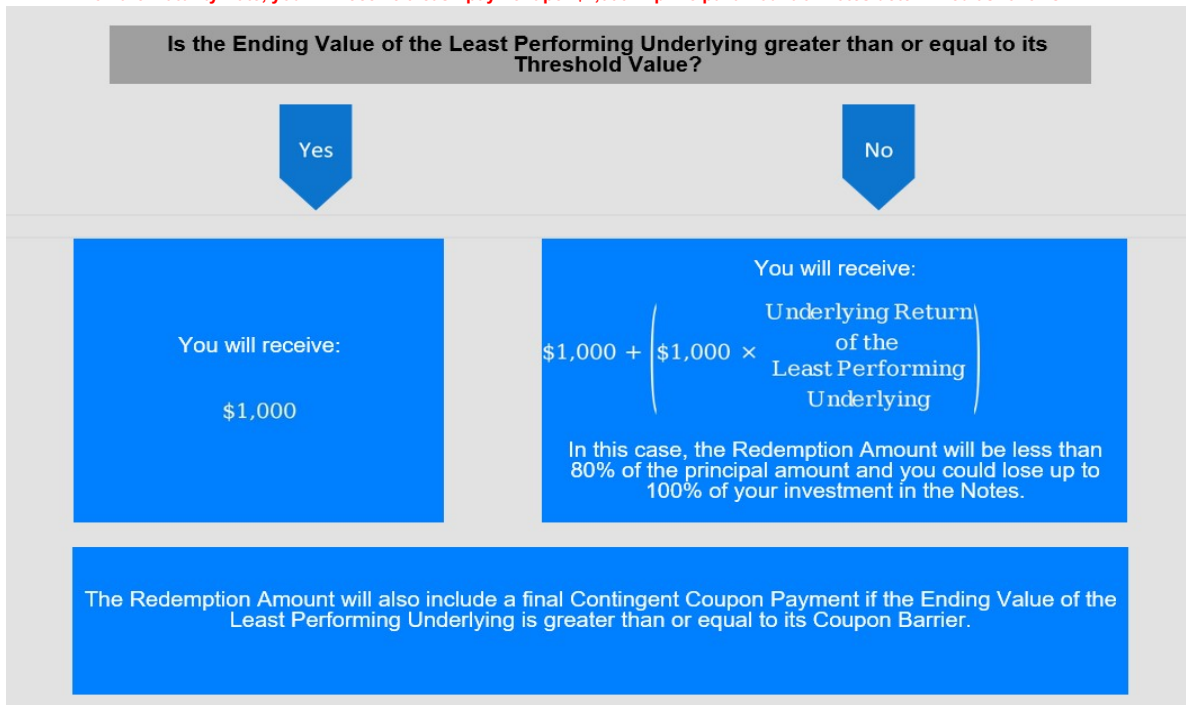 Is the Ending Value of the Least Performing Underlying greater than or equal to its
Threshold Value?
Yes
No
You will receive:
$1,000
You will receive:
$1,000 + ($1,000 × Underlying Return
of the
Least Performing
Underlying)
In this case, the Redemption Amount will be less than
80% of the principal amount and you could lose up to
100% of your investment in the Notes.
The Redemption Amount will also include a final Contingent Coupon Payment if the Ending Value of the
Least Performing Underlying is greater than or equal to its Coupon Barrier.